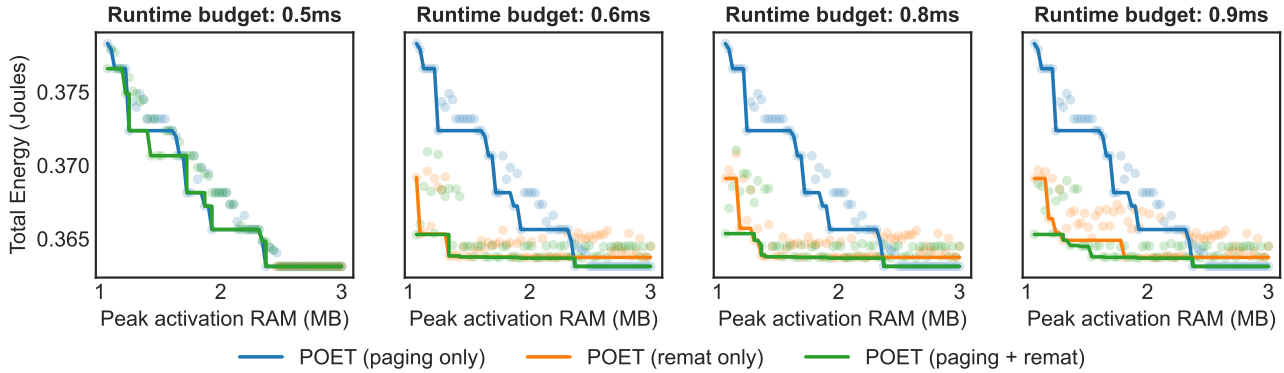 Runtime budget: 0.5ms
Runtime budget: 0.6ms
Runtime budget: 0.8ms
Runtime budget: 0.9ms
Total Energy (Joules)
0.375
0.370
0.365
1 2 3
1 2 3
1 2 3
1 2 3
Peak activation RAM (MB)
Peak activation RAM (MB)
Peak activation RAM (MB)
Peak activation RAM (MB)
POET (paging only)
POET (remat only)
POET (paging + remat)